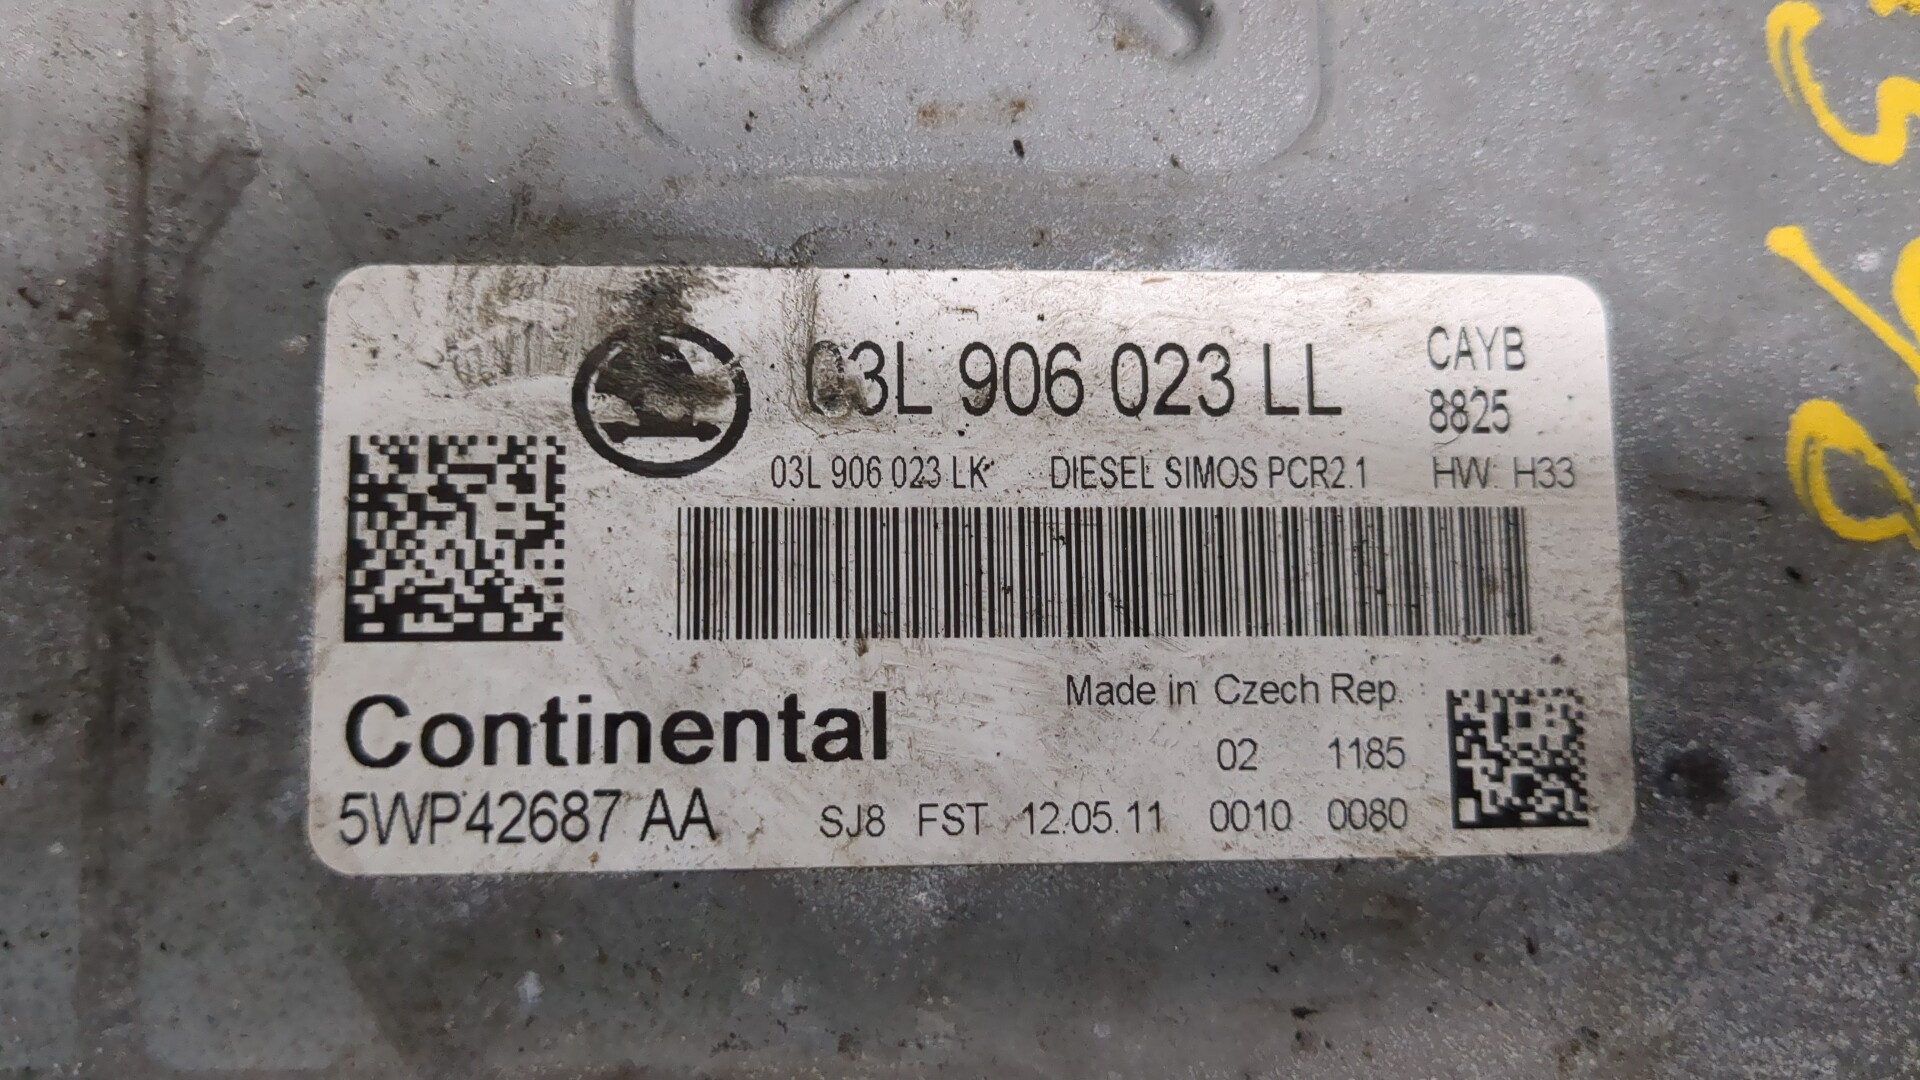 03L 906 023 LL
CAYB
8825
03L 906 023 LK DIESEL SIMOS PCR2.1 HW: H33
Made in Czech Rep.
Continental
02 1185
5WP42687 AA SJ8 FST 12.05.11 0010 0080